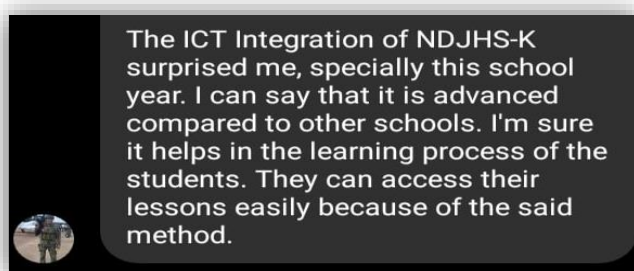 The ICT Integration of NDJHS-K
surprised me, specially this school
year. I can say that it is advanced
compared to other schools. I'm sure
it helps in the learning process of the
students. They can access their
lessons easily because of the said
method.